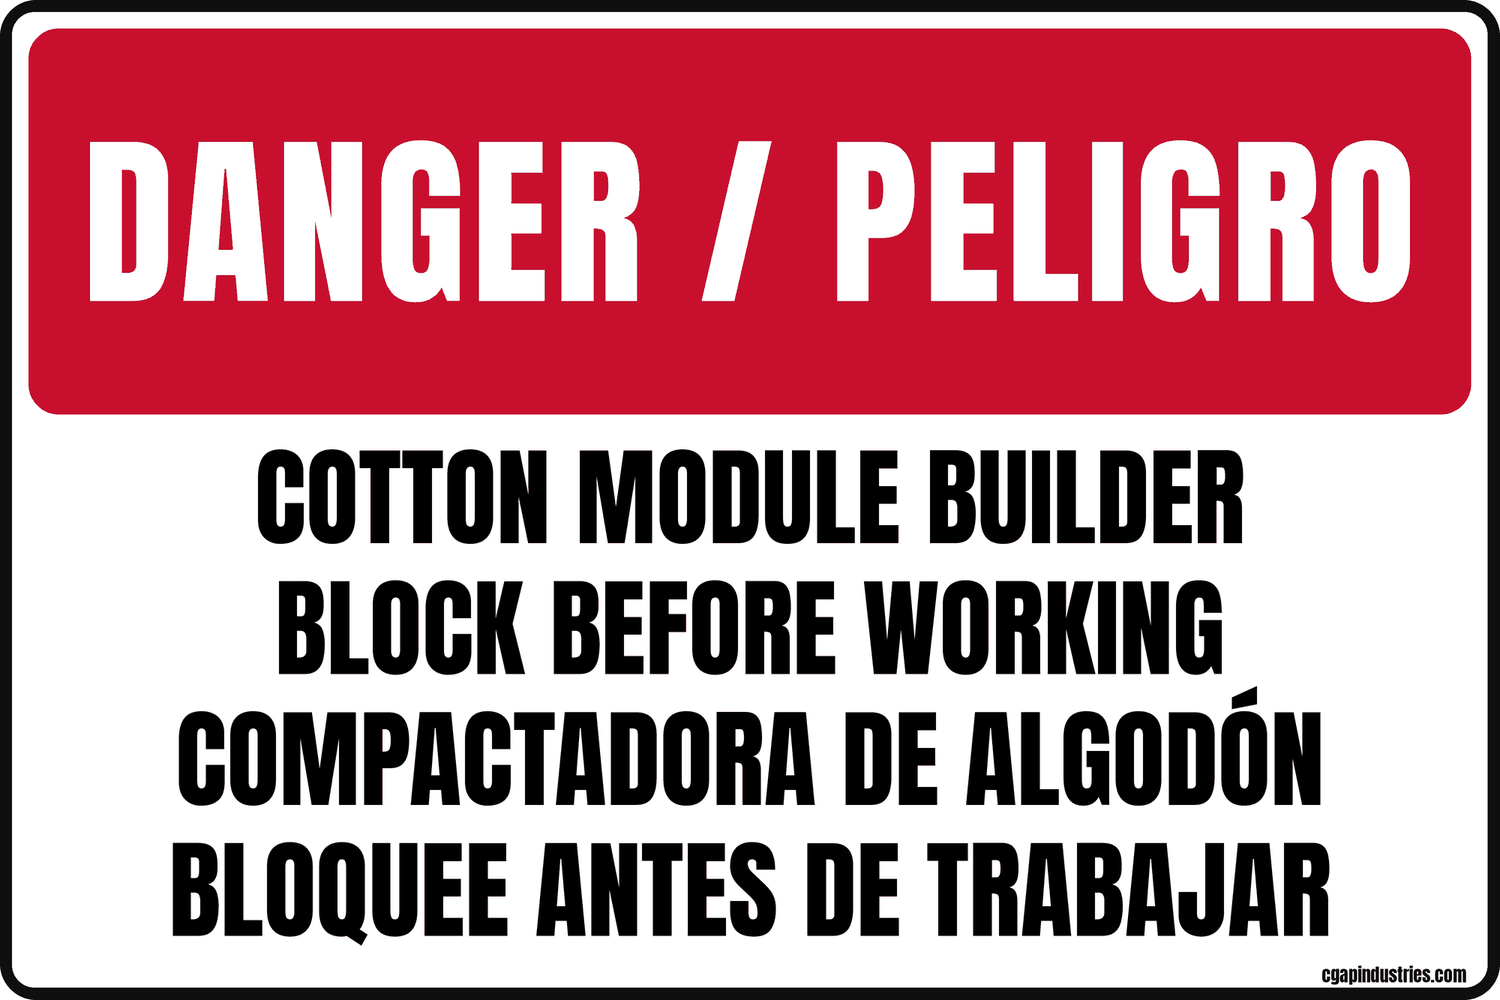 DANGER / PELIGRO
COTTON MODULE BUILDER
BLOCK BEFORE WORKING
COMPACTADORA DE ALGODÓN
BLOQUEE ANTES DE TRABAJAR
cgapindustries.com